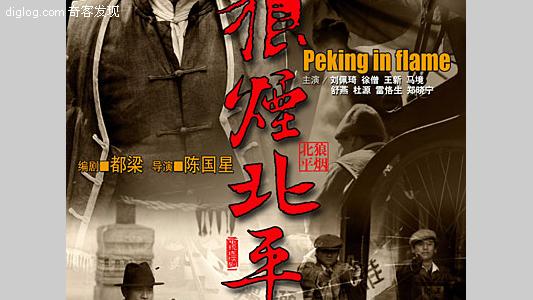 diglog.com 奇客发现
狼煙北平
Peking in flame
主演/刘佩琦 徐僧 王新 马境
舒燕 杜源 雷恪生 郑晓宁
狼烟
北平
编剧■都梁 导演■陈国星